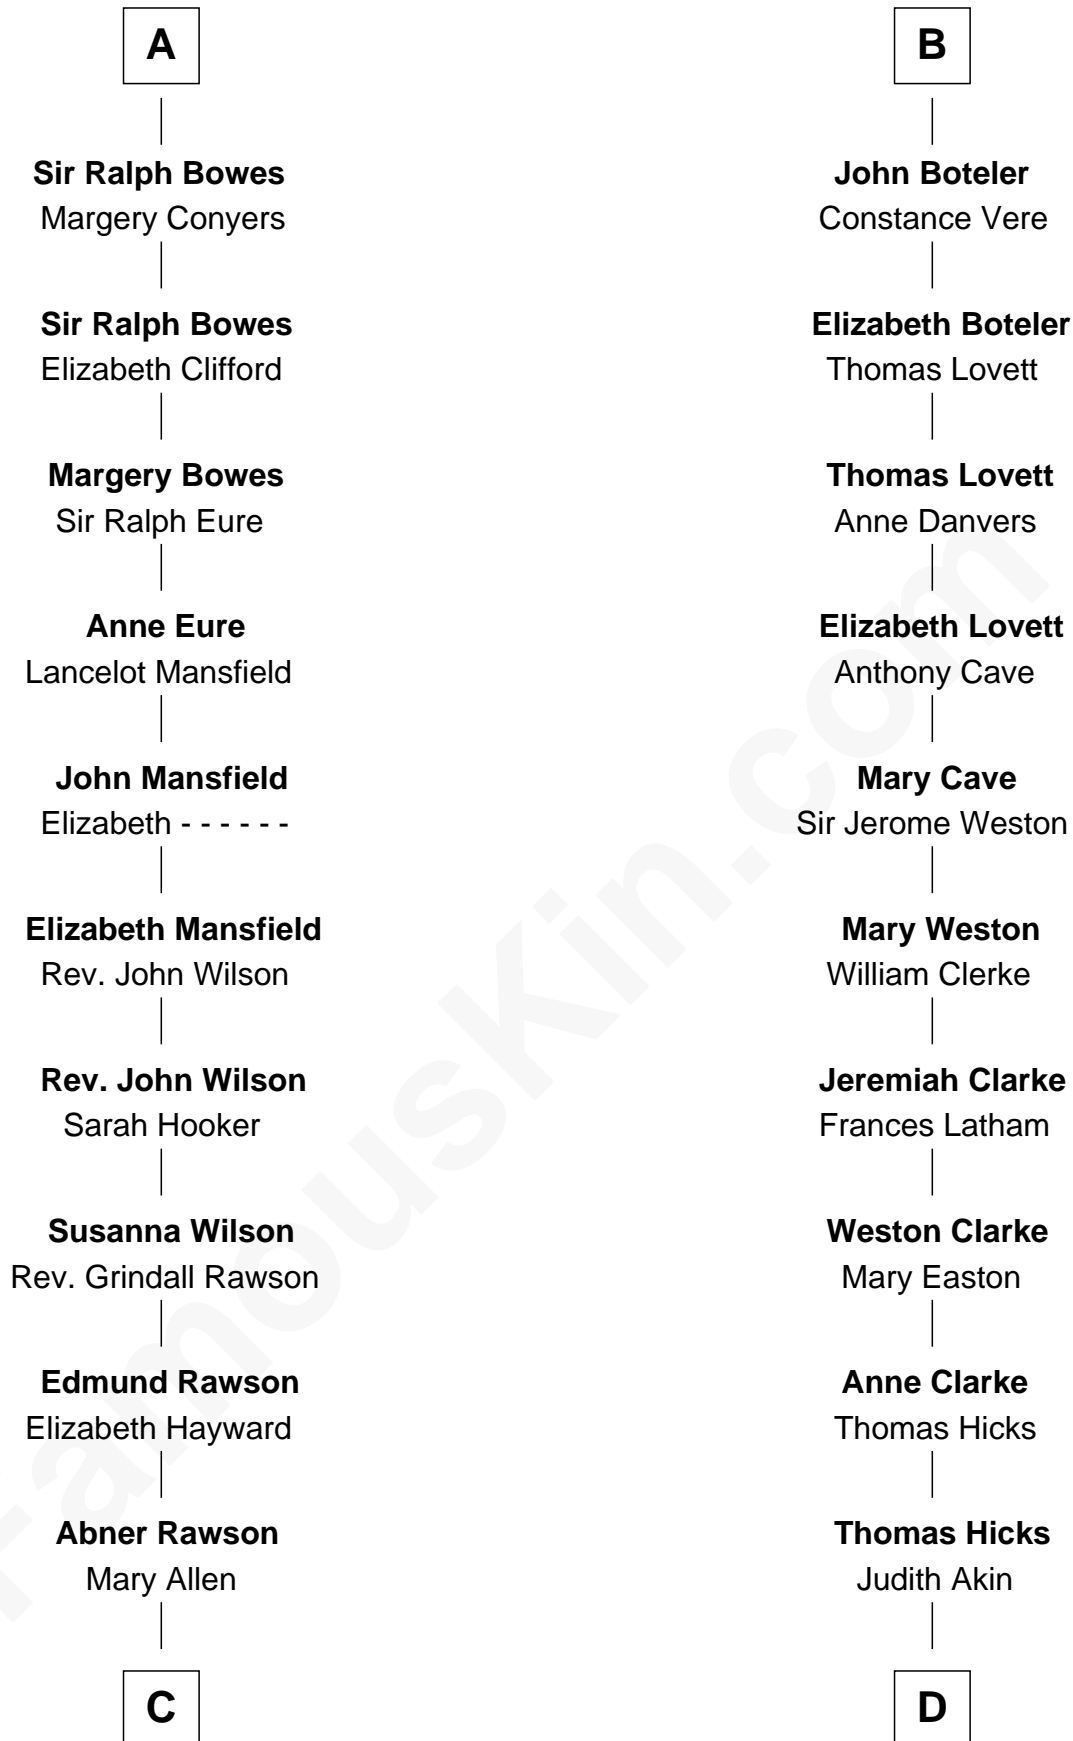 A
Sir Ralph Bowes
Margery Conyers
Sir Ralph Bowes
Elizabeth Clifford
Margery Bowes
Sir Ralph Eure
Anne Eure
Lancelot Mansfield
John Mansfield
Elizabeth - - - - - -
Elizabeth Mansfield
Rev. John Wilson
Rev. John Wilson
Sarah Hooker
Susanna Wilson
Rev. Grindall Rawson
Edmund Rawson
Elizabeth Hayward
Abner Rawson
Mary Allen
C
B
John Boteler
Constance Vere
Elizabeth Boteler
Thomas Lovett
Thomas Lovett
Anne Danvers
Elizabeth Lovett
Anthony Cave
Mary Cave
Sir Jerome Weston
Mary Weston
William Clerke
Jeremiah Clarke
Frances Latham
Weston Clarke
Mary Easton
Anne Clarke
Thomas Hicks
Thomas Hicks
Judith Akin
D
FamousKin.com